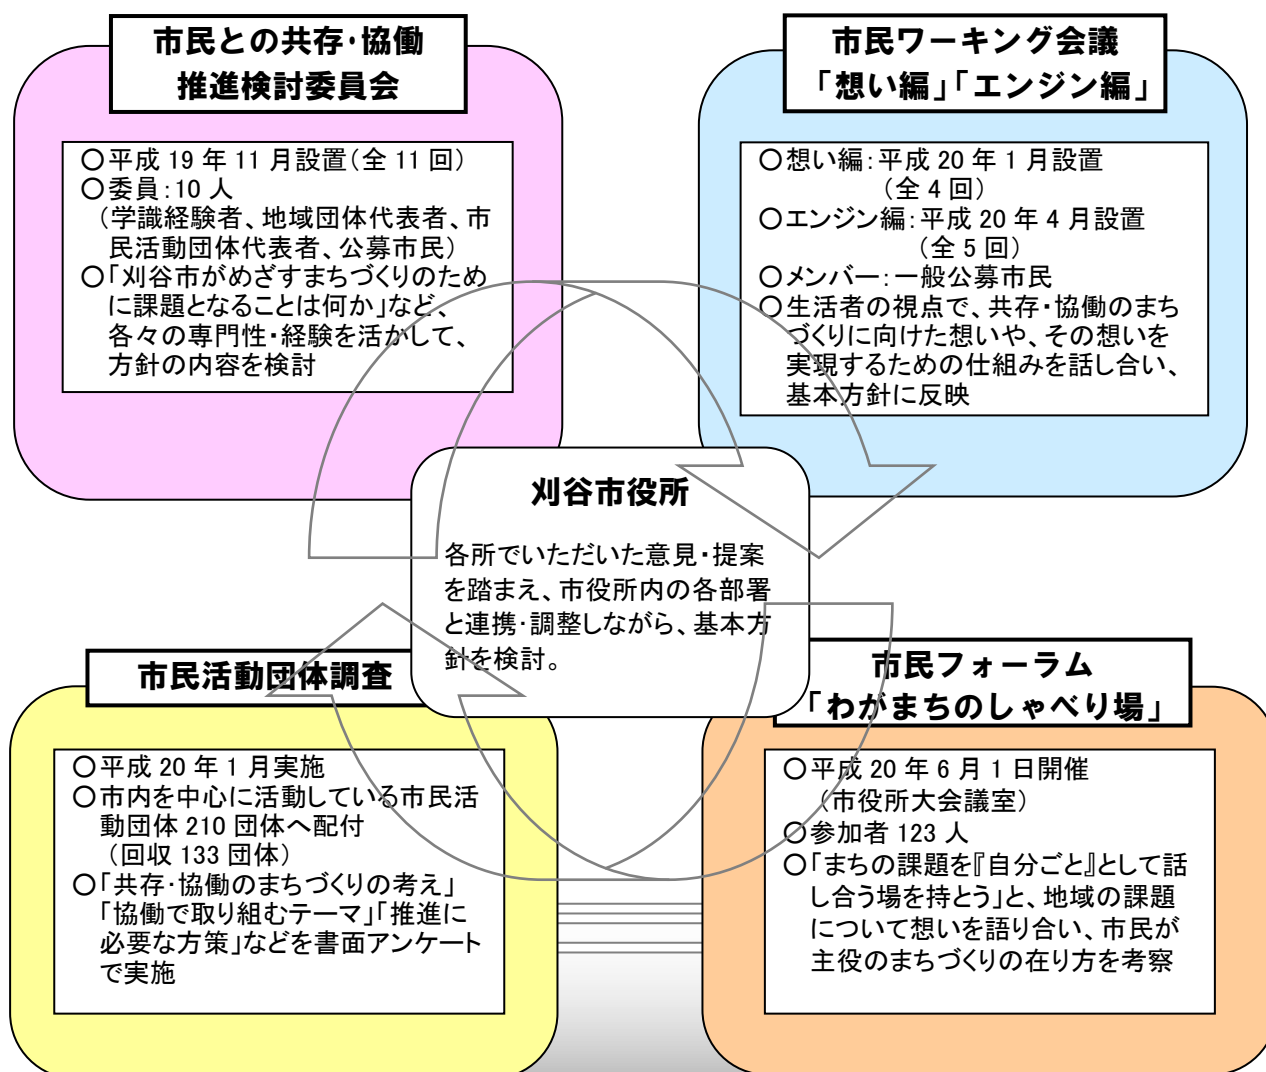 市民との共存・協働
推進検討委員会
○平成 19 年 11 月設置(全 11 回)
○委員：10 人
（学識経験者、地域団体代表者、市
民活動団体代表者、公募市民）
○「刈谷市がめざすまちづくりのため
に課題となることは何か」など、
各々の専門性・経験を活かして、
方針の内容を検討
市民ワーキング会議
「想い編」「エンジン編」
○想い編：平成 20 年 1 月設置
（全 4 回）
○エンジン編：平成 20 年 4 月設置
（全 5 回）
○メンバー：一般公募市民
○生活者の視点で、共存・協働のまち
づくりに向けた想いや、その想いを
実現するための仕組みを話し合い、
基本方針に反映
刈谷市役所
各所でいただいた意見・提案
を踏まえ、市役所内の各部署
と連携・調整しながら、基本方
針を検討。
市民活動団体調査
○平成 20 年 1 月実施
○市内を中心に活動している市民活
動団体 210 団体へ配付
（回収 133 団体）
○「共存・協働のまちづくりの考え」
「協働で取り組むテーマ」「推進に
必要な方策」などを書面アンケート
で実施
市民フォーラム
「わがまちのしゃべり場」
○平成 20 年 6 月 1 日開催
（市役所大会議室）
○参加者 123 人
○「まちの課題を『自分ごと』として話
し合う場を持とう」と、地域の課題
について想いを語り合い、市民が
主役のまちづくりの在り方を考察